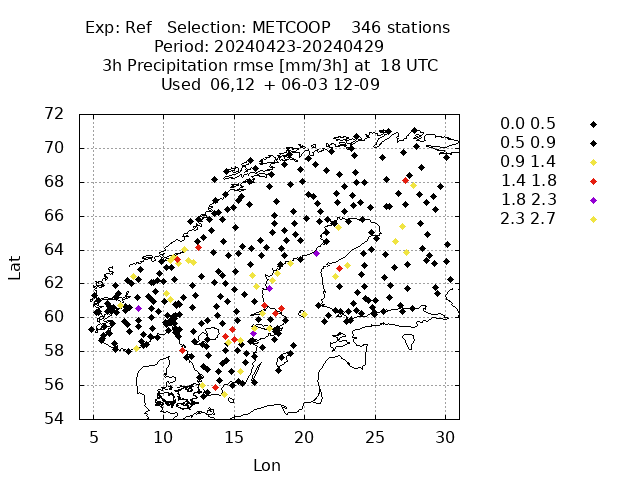 Exp: Ref Selection: METCOOP 346 stations
Period: 20240423-20240429
3h Precipitation rmse [mm/3h] at 18 UTC
Used 06,12 + 06-03 12-09
72
70
68
66
64
62
60
58
56
54
Lat
5 10 15 20 25 30
Lon
0.0 0.5
0.5 0.9
0.9 1.4
1.4 1.8
1.8 2.3
2.3 2.7